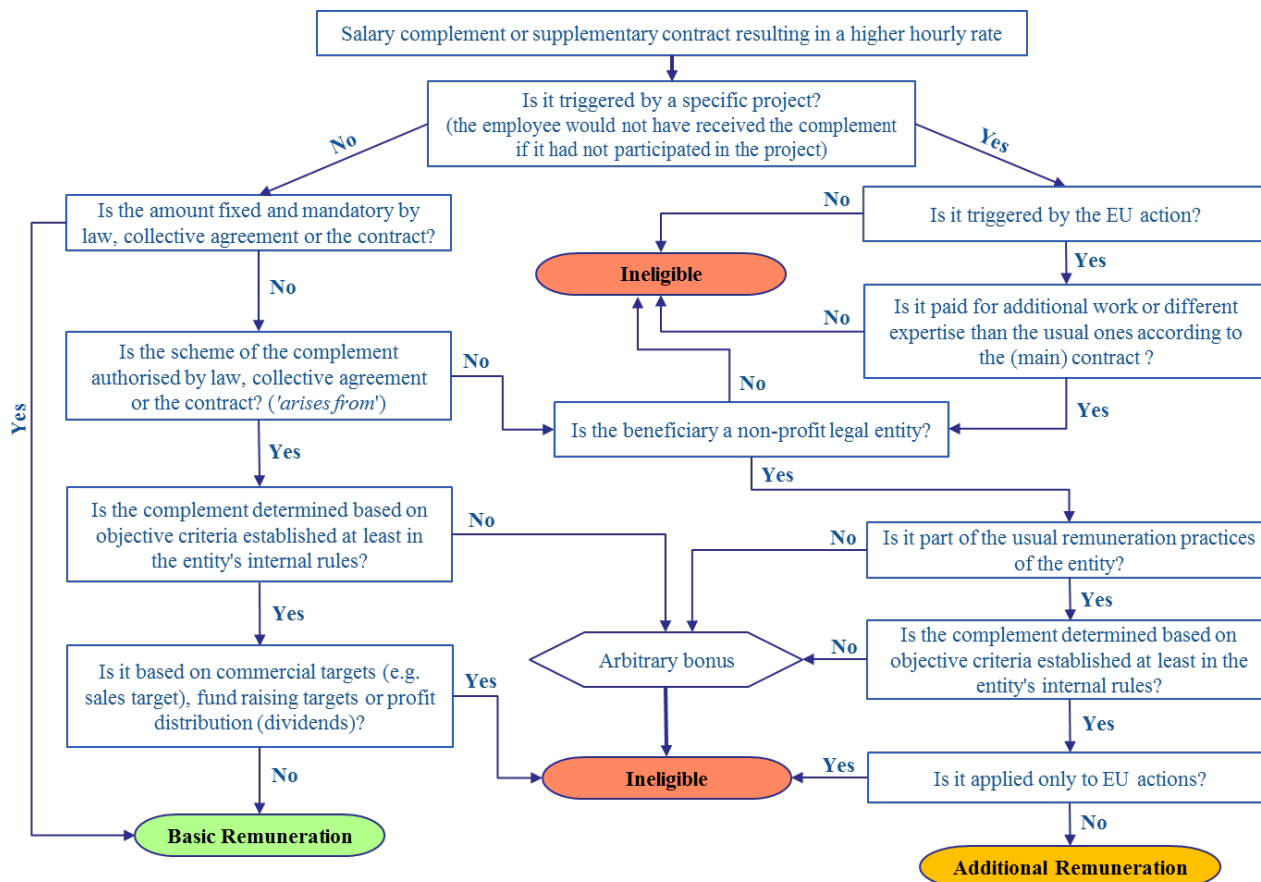 Salary complement or supplementary contract resulting in a higher hourly rate
Is it triggered by a specific project?
(the employee would not have received the complement
if it had not participated in the project)
No
Yes
Is the amount fixed and mandatory by
law, collective agreement or the contract?
No
Is it triggered by the EU action?
Ineligible
Yes
No
Is it paid for additional work or different
expertise than the usual ones according to
the (main) contract ?
No
Is the scheme of the complement
authorised by law, collective agreement
or the contract? ('arises from')
No
No
Yes
Yes
Is the beneficiary a non-profit legal entity?
Yes
Yes
Is the complement determined based on
objective criteria established at least in
the entity's internal rules?
No
No
Is it part of the usual remuneration practices
of the entity?
Yes
Yes
Is it based on commercial targets (e.g.
sales target), fund raising targets or profit
distribution (dividends)?
Yes
Arbitrary bonus
No
Is the complement determined based on
objective criteria established at least in the
entity's internal rules?
Yes
No
Ineligible
Yes
Is it applied only to EU actions?
No
Basic Remuneration
Additional Remuneration